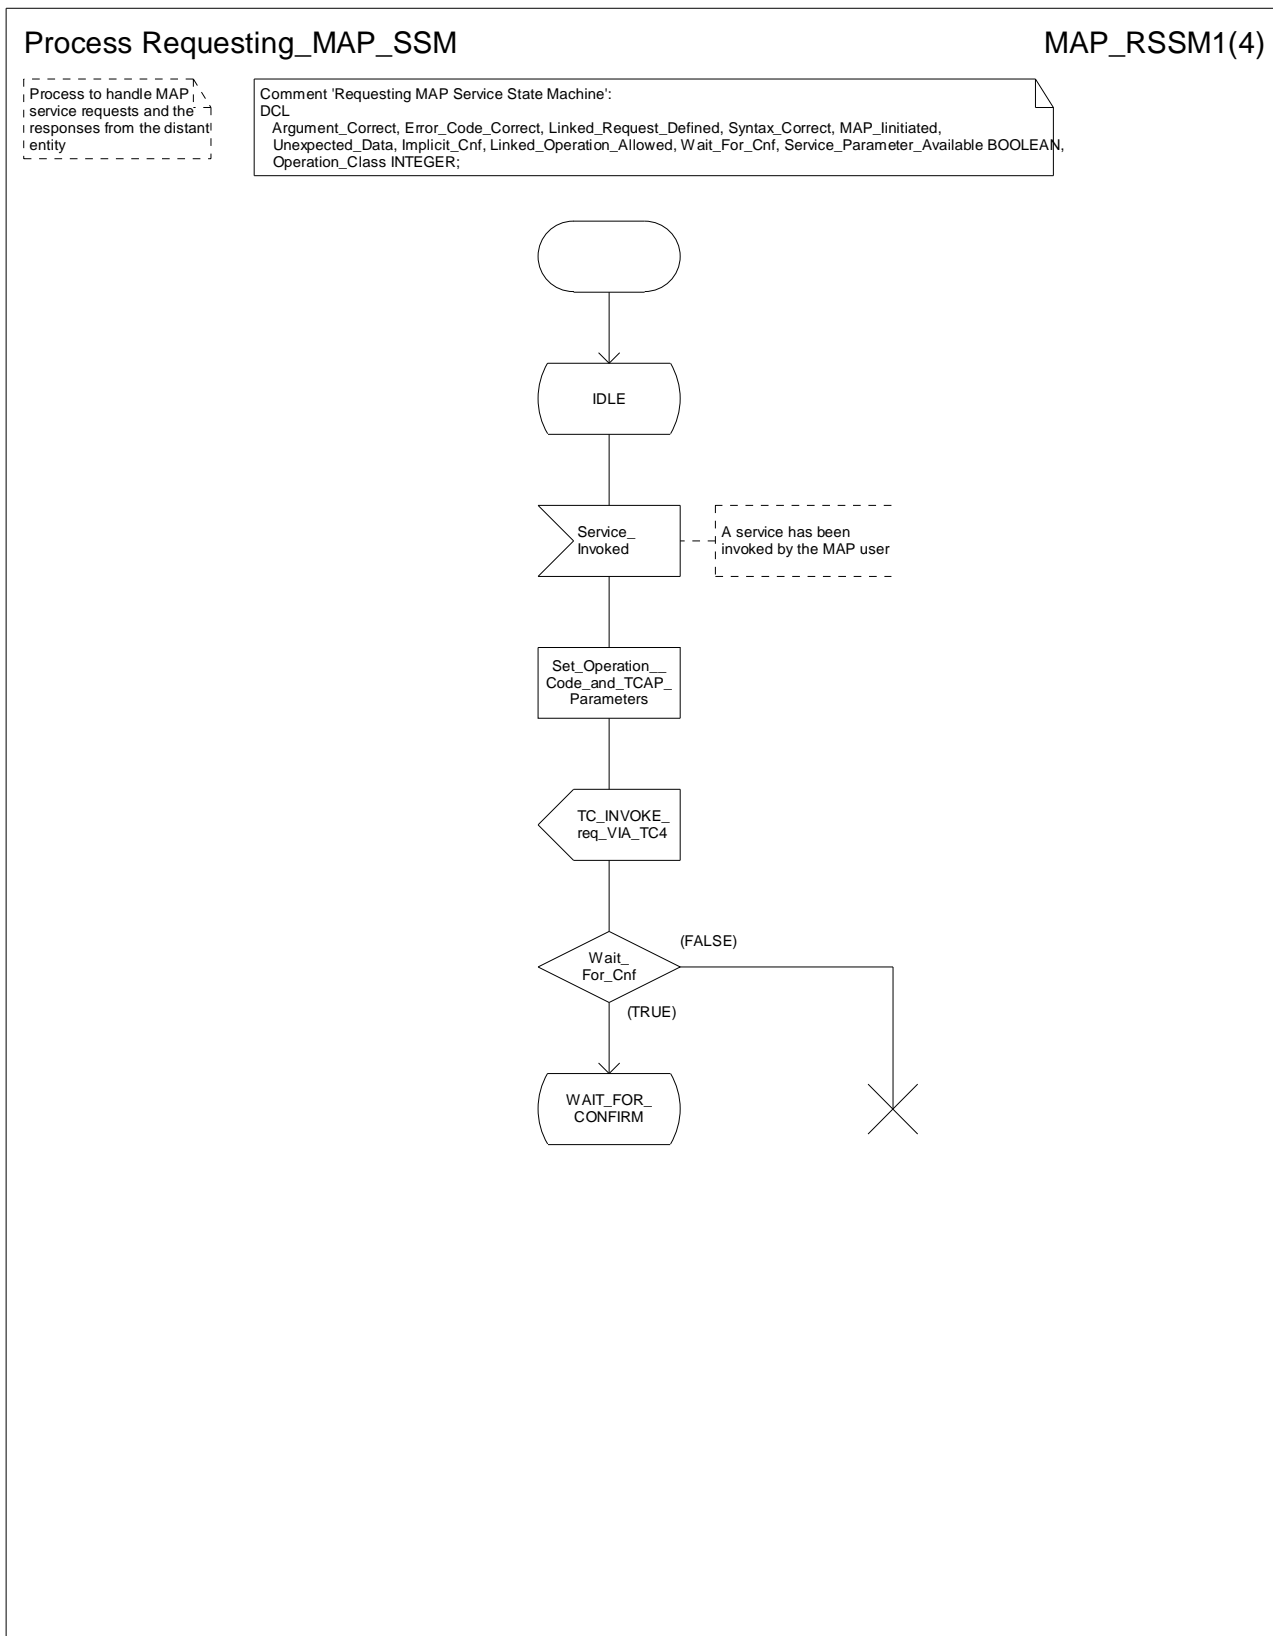 Process Requesting_MAP_SSM
MAP_RSSM1(4)
Process to handle MAP
service requests and the
responses from the distant
entity
Comment 'Requesting MAP Service State Machine':
DCL
Argument_Correct, Error_Code_Correct, Linked_Request_Defined, Syntax_Correct, MAP_Iinitiated,
Unexpected_Data, Implicit_Cnf, Linked_Operation_Allowed, Wait_For_Cnf, Service_Parameter_Available BOOLEAN,
Operation_Class INTEGER;
IDLE
Service_
Invoked
A service has been
invoked by the MAP user
Set_Operation__
Code_and_TCAP_
Parameters
TC_INVOKE_
req_VIA_TC4
(FALSE)
Wait_
For_Cnf
(TRUE)
WAIT_FOR_
CONFIRM